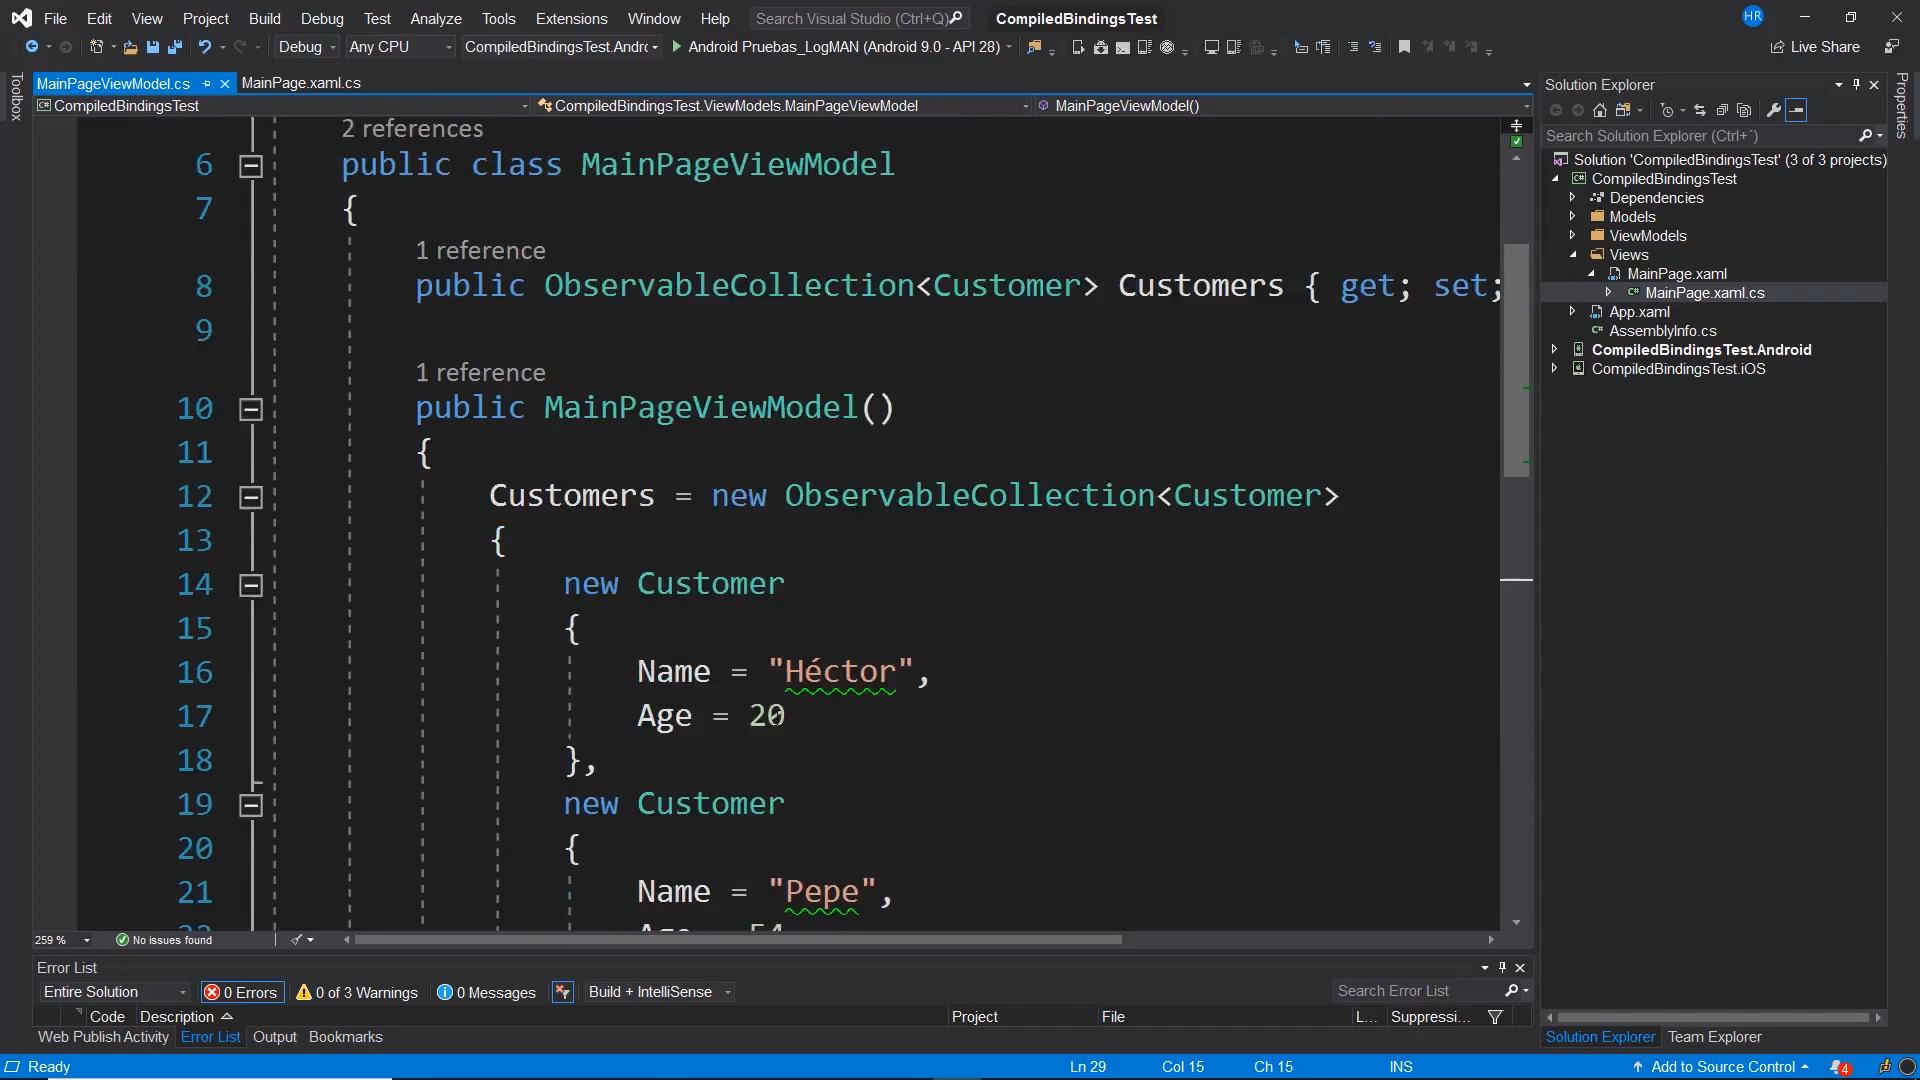 File Edit View Project Build Debug Test Analyze Tools Extensions Window Help Search Visual Studio (Ctrl+Q) CompiledBindingsTest HR
Debug Any CPU CompiledBindingsTest.Andrc Android Pruebas_LogMAN (Android 9.0 - API 28) Live Share
Toolbox
MainPageViewModel.cs MainPage.xaml.cs
CompiledBindingsTest CompiledBindingsTest.ViewModels.MainPageViewModel MainPageViewModel()
2 references
6 public class MainPageViewModel
7 {
1 reference
8 public ObservableCollection<Customer> Customers { get; set;
9
1 reference
10 public MainPageViewModel()
11 {
12 Customers = new ObservableCollection<Customer>
13 {
14 new Customer
15 {
16 Name = "Héctor",
17 Age = 20
18 },
19 new Customer
20 {
21 Name = "Pepe",
259 % No issues found
Error List
Entire Solution 0 Errors 0 of 3 Warnings 0 Messages Build + IntelliSense Search Error List
Code Description Project File L... Suppressi...
Web Publish Activity Error List Output Bookmarks
Solution Explorer
Search Solution Explorer (Ctrl+´)
Solution 'CompiledBindingsTest' (3 of 3 projects)
CompiledBindingsTest
Dependencies
Models
ViewModels
Views
MainPage.xaml
MainPage.xaml.cs
App.xaml
AssemblyInfo.cs
CompiledBindingsTest.Android
CompiledBindingsTest.iOS
Solution Explorer Team Explorer
Properties
Ready Ln 29 Col 15 Ch 15 INS Add to Source Control 4